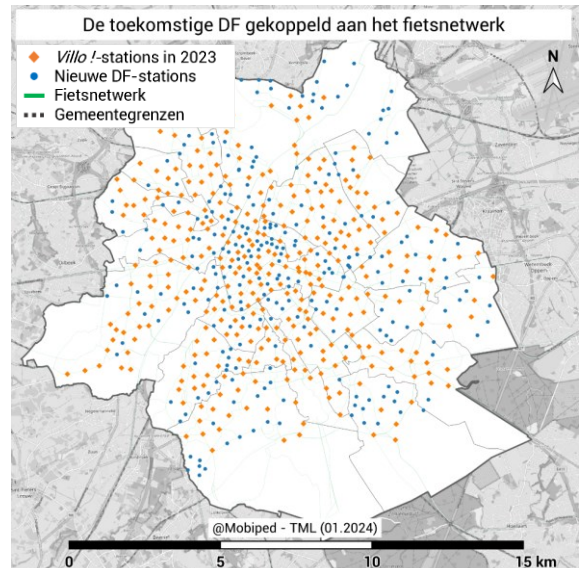 De toekomstige DF gekoppeld aan het fietsnetwerk
Villo !-stations in 2023
Nieuwe DF-stations
Fietsnetwerk
Gemeentegrenzen
N
@Mobiped - TML (01.2024)
0 5 10 15 km